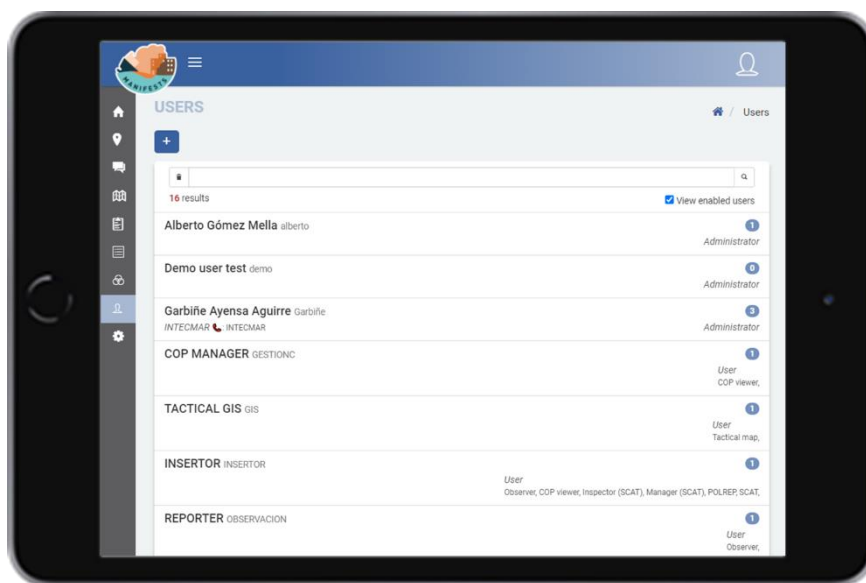 MANIFESTS
USERS
/ Users
+
16 results
View enabled users
Alberto Gómez Mella alberto
1
Administrator
Demo user test demo
0
Administrator
Garbiñe Ayensa Aguirre Garbiñe
3
INTECMAR : INTECMAR
Administrator
COP MANAGER GESTIONC
1
User
COP viewer,
TACTICAL GIS GIS
1
User
Tactical map,
INSERTOR INSERTOR
1
User
Observer, COP viewer, Inspector (SCAT), Manager (SCAT), POLREP, SCAT,
REPORTER OBSERVACION
1
User
Observer,